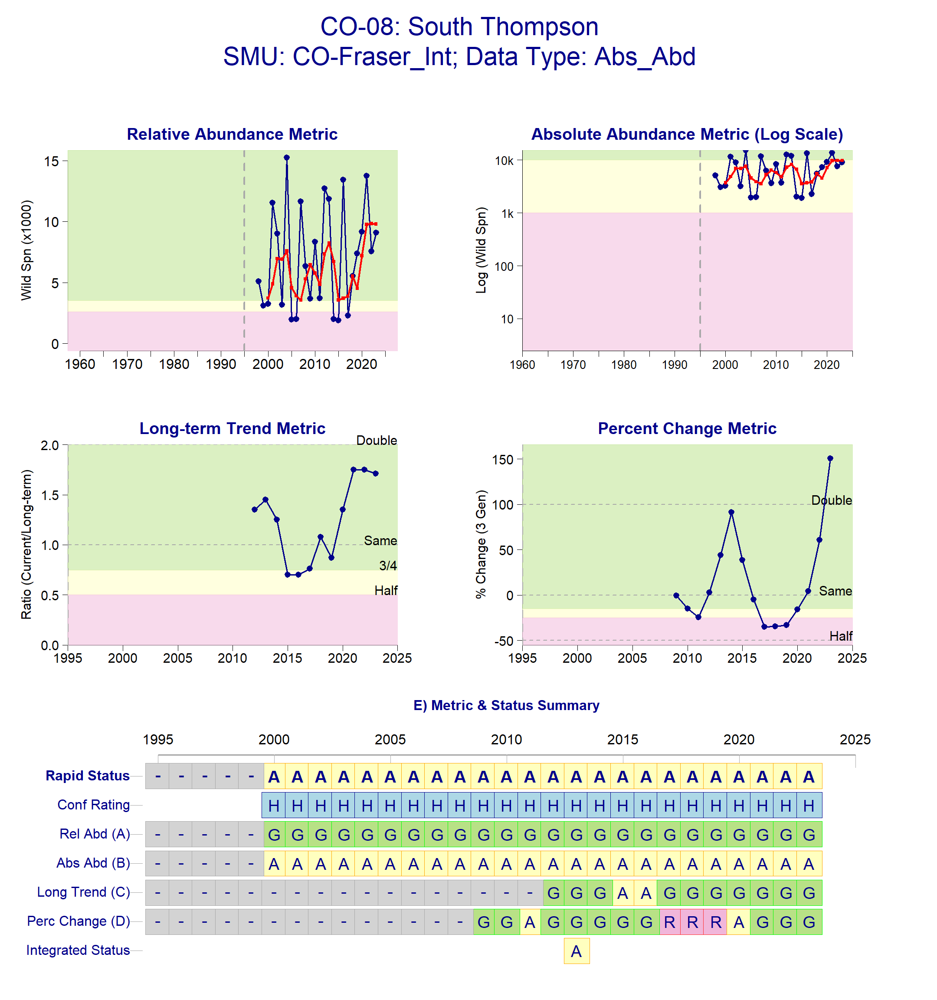 CO-08: South Thompson
SMU: CO-Fraser_Int; Data Type: Abs_Abd
Relative Abundance Metric
Wild Spn (x1000)
15
10
5
0
1960 1970 1980 1990 2000 2010 2020
Absolute Abundance Metric (Log Scale)
Log (Wild Spn)
10k
1k
100
10
1960 1970 1980 1990 2000 2010 2020
Long-term Trend Metric
Ratio (Current/Long-term)
2.0
1.5
1.0
0.5
0.0
Double
Same
3/4
Half
1995 2000 2005 2010 2015 2020 2025
Percent Change Metric
% Change (3 Gen)
150
100
50
0
-50
Double
Same
Half
1995 2000 2005 2010 2015 2020 2025
E) Metric & Status Summary
1995 2000 2005 2010 2015 2020 2025
Rapid Status - - - - - A A A A A A A A A A A A A A A A A A A A A A A A
Conf Rating H H H H H H H H H H H H H H H H H H H H H H H H
Rel Abd (A) - - - - - G G G G G G G G G G G G G G G G G G G G G G G G
Abs Abd (B) - - - - - A A A A A A A A A A A A A A A A A A A A A A A A
Long Trend (C) - - - - - - - - - - - - - - - - - G G G A A G G G G G G G
Perc Change (D) - - - - - - - - - - - - - - G G A G G G G G R R R A G G G
Integrated Status A